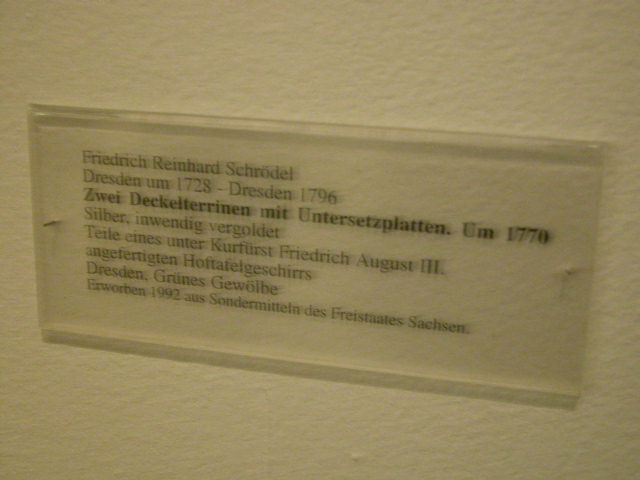 Friedrich Reinhard Schrödel
Dresden um 1728 - Dresden 1796
Zwei Deckelterrinen mit Untersetzplatten. Um 1770
Silber, inwendig vergoldet
Teile eines unter Kurfürst Friedrich August III.
angefertigten Hoftafelgeschirrs
Dresden, Grünes Gewölbe
Erworben 1992 aus Sondermitteln des Freistaates Sachsen.